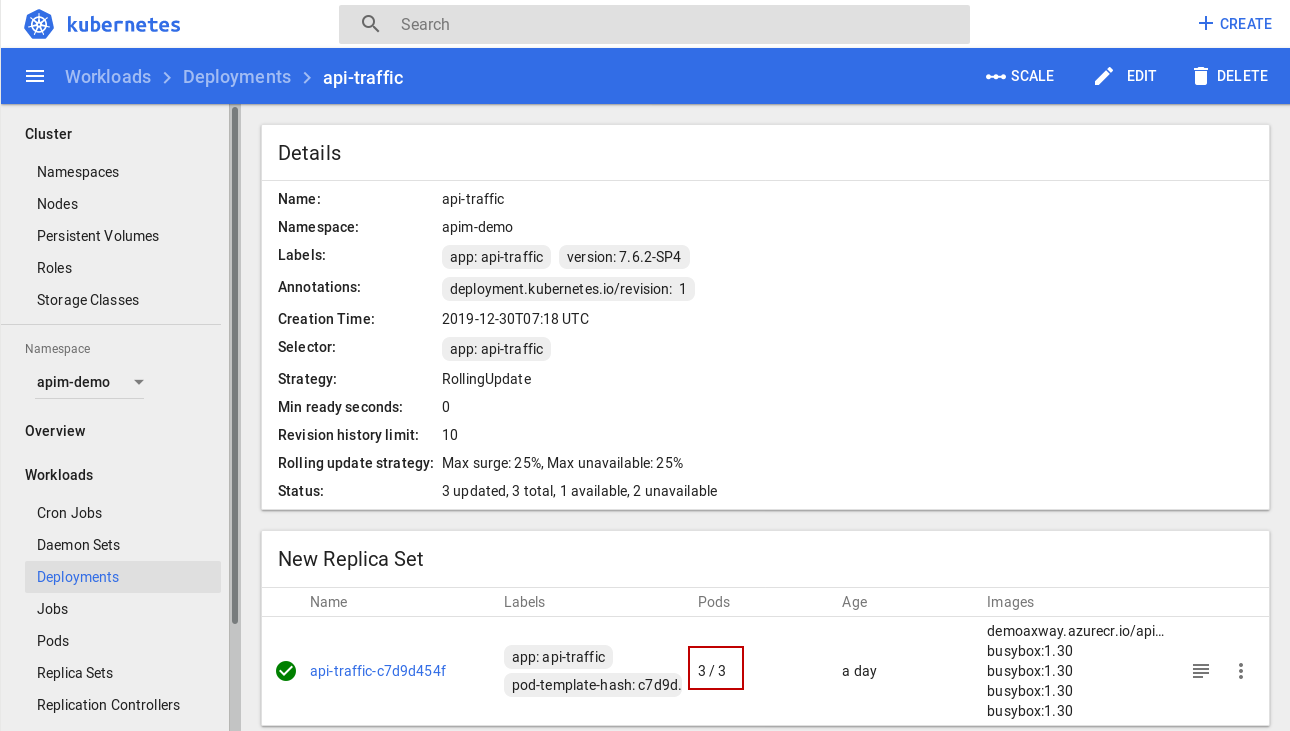 kubernetes
Search
CREATE
Workloads > Deployments > api-traffic
SCALE
EDIT
DELETE
Cluster
Namespaces
Nodes
Persistent Volumes
Roles
Storage Classes
Namespace
apim-demo
Overview
Workloads
Cron Jobs
Daemon Sets
Deployments
Jobs
Pods
Replica Sets
Replication Controllers
Details
Name: api-traffic
Namespace: apim-demo
Labels: app: api-traffic version: 7.6.2-SP4
Annotations: deployment.kubernetes.io/revision: 1
Creation Time: 2019-12-30T07:18 UTC
Selector: app: api-traffic
Strategy: RollingUpdate
Min ready seconds: 0
Revision history limit: 10
Rolling update strategy: Max surge: 25%, Max unavailable: 25%
Status: 3 updated, 3 total, 1 available, 2 unavailable
New Replica Set
Name Labels Pods Age Images
api-traffic-c7d9d454f
app: api-traffic
pod-template-hash: c7d9d.
3 / 3
a day
demoaxway.azurecr.io/api...
busybox:1.30
busybox:1.30
busybox:1.30
busybox:1.30